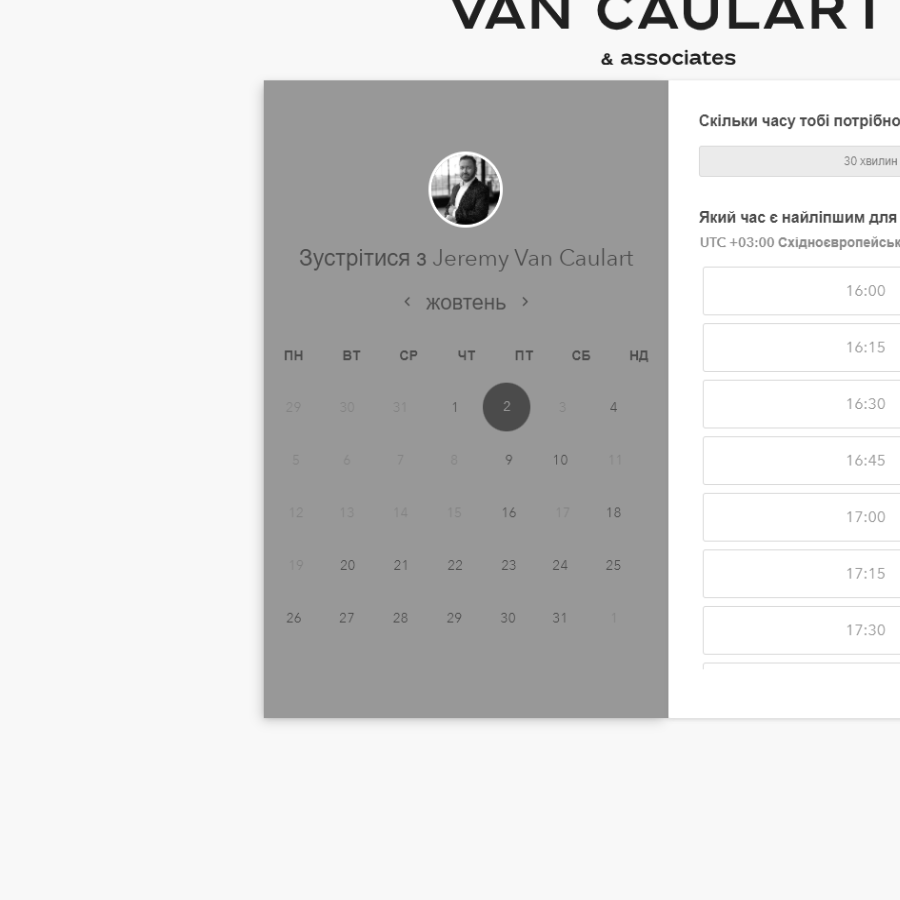 VAN CAULART
& associates
Зустрітися з Jeremy Van Caulart
жовтень
ПН ВТ СР ЧТ ПТ СБ НД
29 30 31 1 2 3 4
5 6 7 8 9 10 11
12 13 14 15 16 17 18
19 20 21 22 23 24 25
26 27 28 29 30 31 1
Скільки часу тобі потрібно
30 хвилин
Який час є найліпшим для
UTC +03:00 Східноєвропейськ
16:00
16:15
16:30
16:45
17:00
17:15
17:30